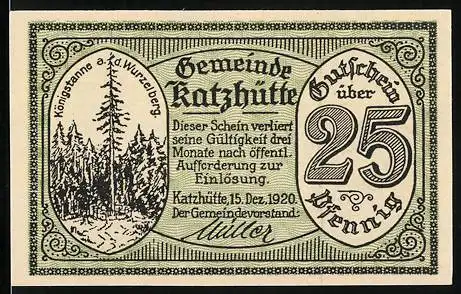 Königstanne a./d. Wurzelberg.
Gemeinde
Katzhütte
Dieser Schein verliert
seine Gültigkeit drei
Monate nach öffentl.
Aufforderung zur
Einlösung.
Katzhütte, 15. Dez. 1920.
Der Gemeindevorstand:
Müller
Gutschein
über
25
Pfennig